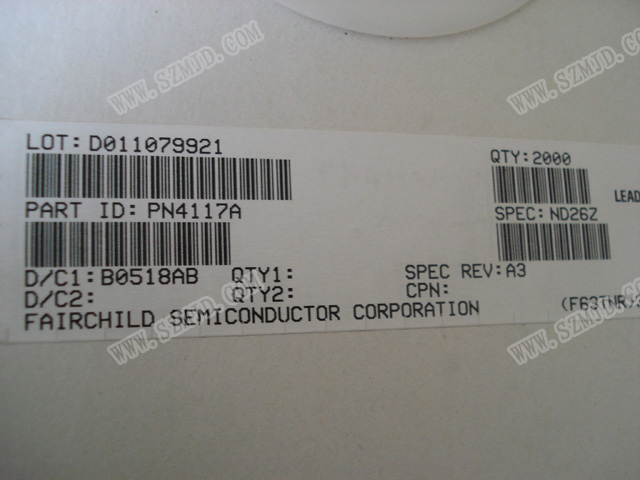 WWW.SZMJD.COM
WWW.SZMJD.COM
LOT: D011079921
QTY: 2000
LEAD
PART ID: PN4117A
SPEC: ND26Z
D/C1: B0518AB QTY1: SPEC REV: A3
D/C2: QTY2: CPN:
(F63TNR)
FAIRCHILD SEMICONDUCTOR CORPORATION
WWW.SZMJD.COM
WWW.SZMJD.COM